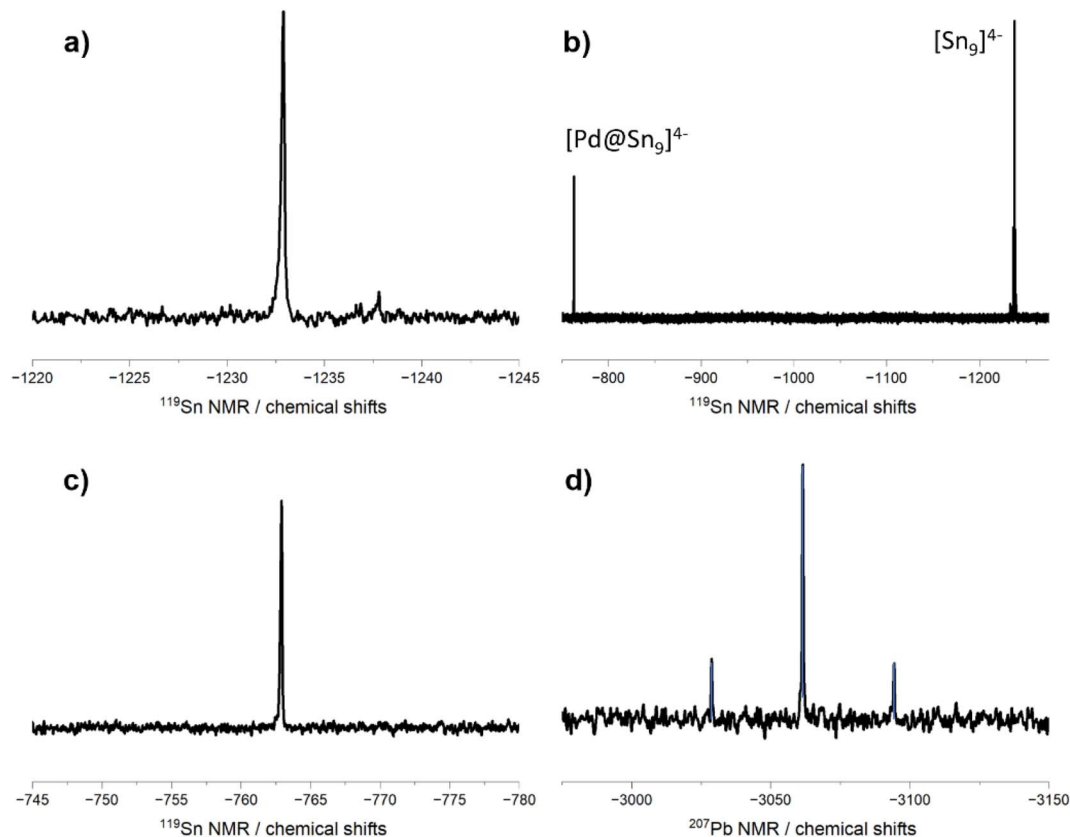 a)
−1220 −1225 −1230 −1235 −1240 −1245
¹¹⁹Sn NMR / chemical shifts
b)
[Sn₉]⁴⁻
[Pd@Sn₉]⁴⁻
−800 −900 −1000 −1100 −1200
¹¹⁹Sn NMR / chemical shifts
c)
−745 −750 −755 −760 −765 −770 −775 −780
¹¹⁹Sn NMR / chemical shifts
d)
−3000 −3050 −3100 −3150
²⁰⁷Pb NMR / chemical shifts